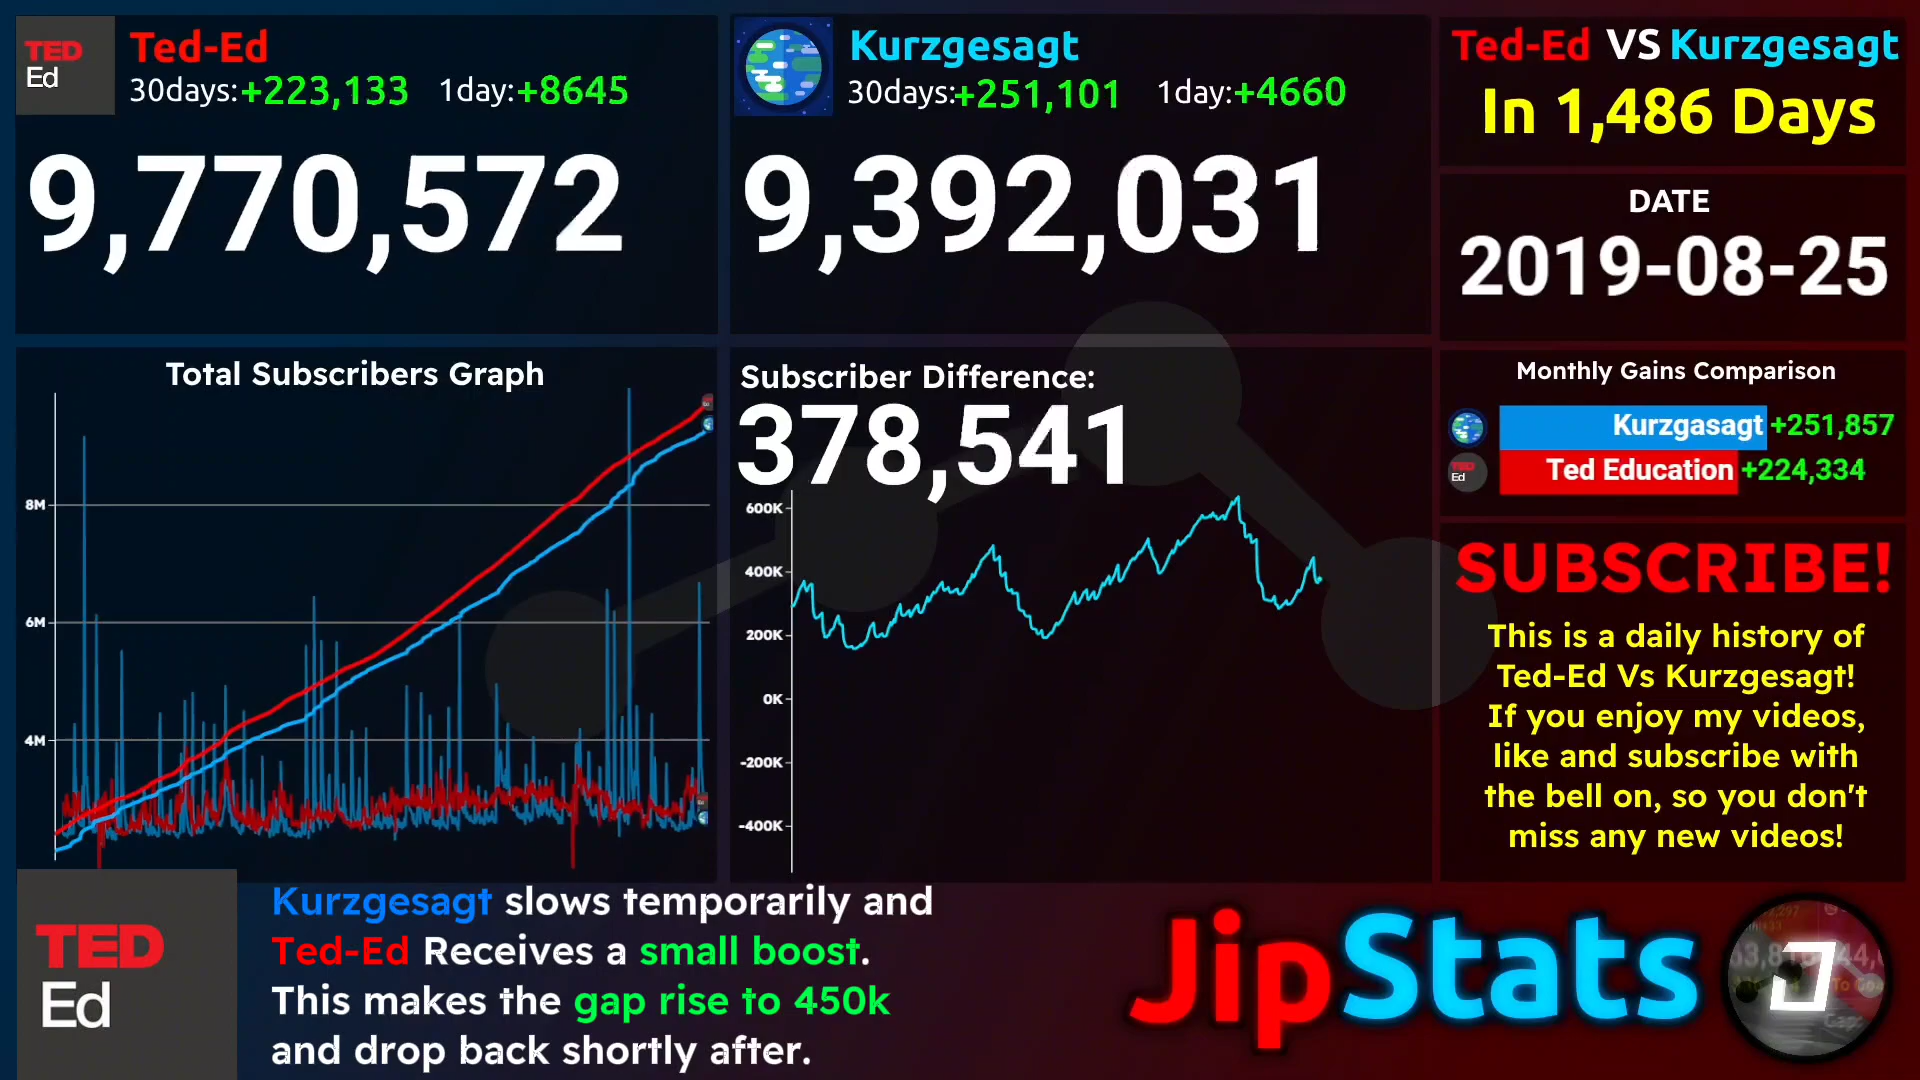 TED
Ed
Ted-Ed
30days:+223,133 1day:+8645
9,770,572
Kurzgesagt
30days:+251,101 1day:+4660
9,392,031
Ted-Ed VS Kurzgesagt
In 1,486 Days
DATE
2019-08-25
Total Subscribers Graph
8M
6M
4M
Subscriber Difference:
378,541
600K
400K
200K
0K
-200K
-400K
Monthly Gains Comparison
Kurzgasagt +251,857
TED
Ed
Ted Education +224,334
SUBSCRIBE!
This is a daily history of
Ted-Ed Vs Kurzgesagt!
If you enjoy my videos,
like and subscribe with
the bell on, so you don't
miss any new videos!
TED
Ed
Kurzgesagt slows temporarily and
Ted-Ed Receives a small boost.
This makes the gap rise to 450k
and drop back shortly after.
JipStats
J